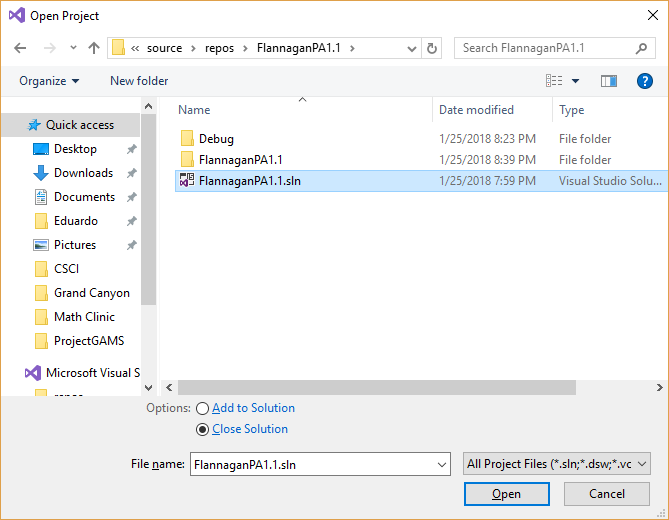 Open Project
« source › repos › FlannaganPA1.1 ›
Search FlannaganPA1.1
Organize
New folder
Name Date modified Type
Quick access
Desktop
Downloads
Documents
Eduardo
Pictures
CSCI
Grand Canyon
Math Clinic
ProjectGAMS
Microsoft Visual S
Debug 1/25/2018 8:23 PM File folder
FlannaganPA1.1 1/25/2018 8:39 PM File folder
FlannaganPA1.1.sln 1/25/2018 7:59 PM Visual Studio Solu...
Options: Add to Solution
Close Solution
File name: FlannaganPA1.1.sln
All Project Files (*.sln;*.dsw;*.vc
Open Cancel